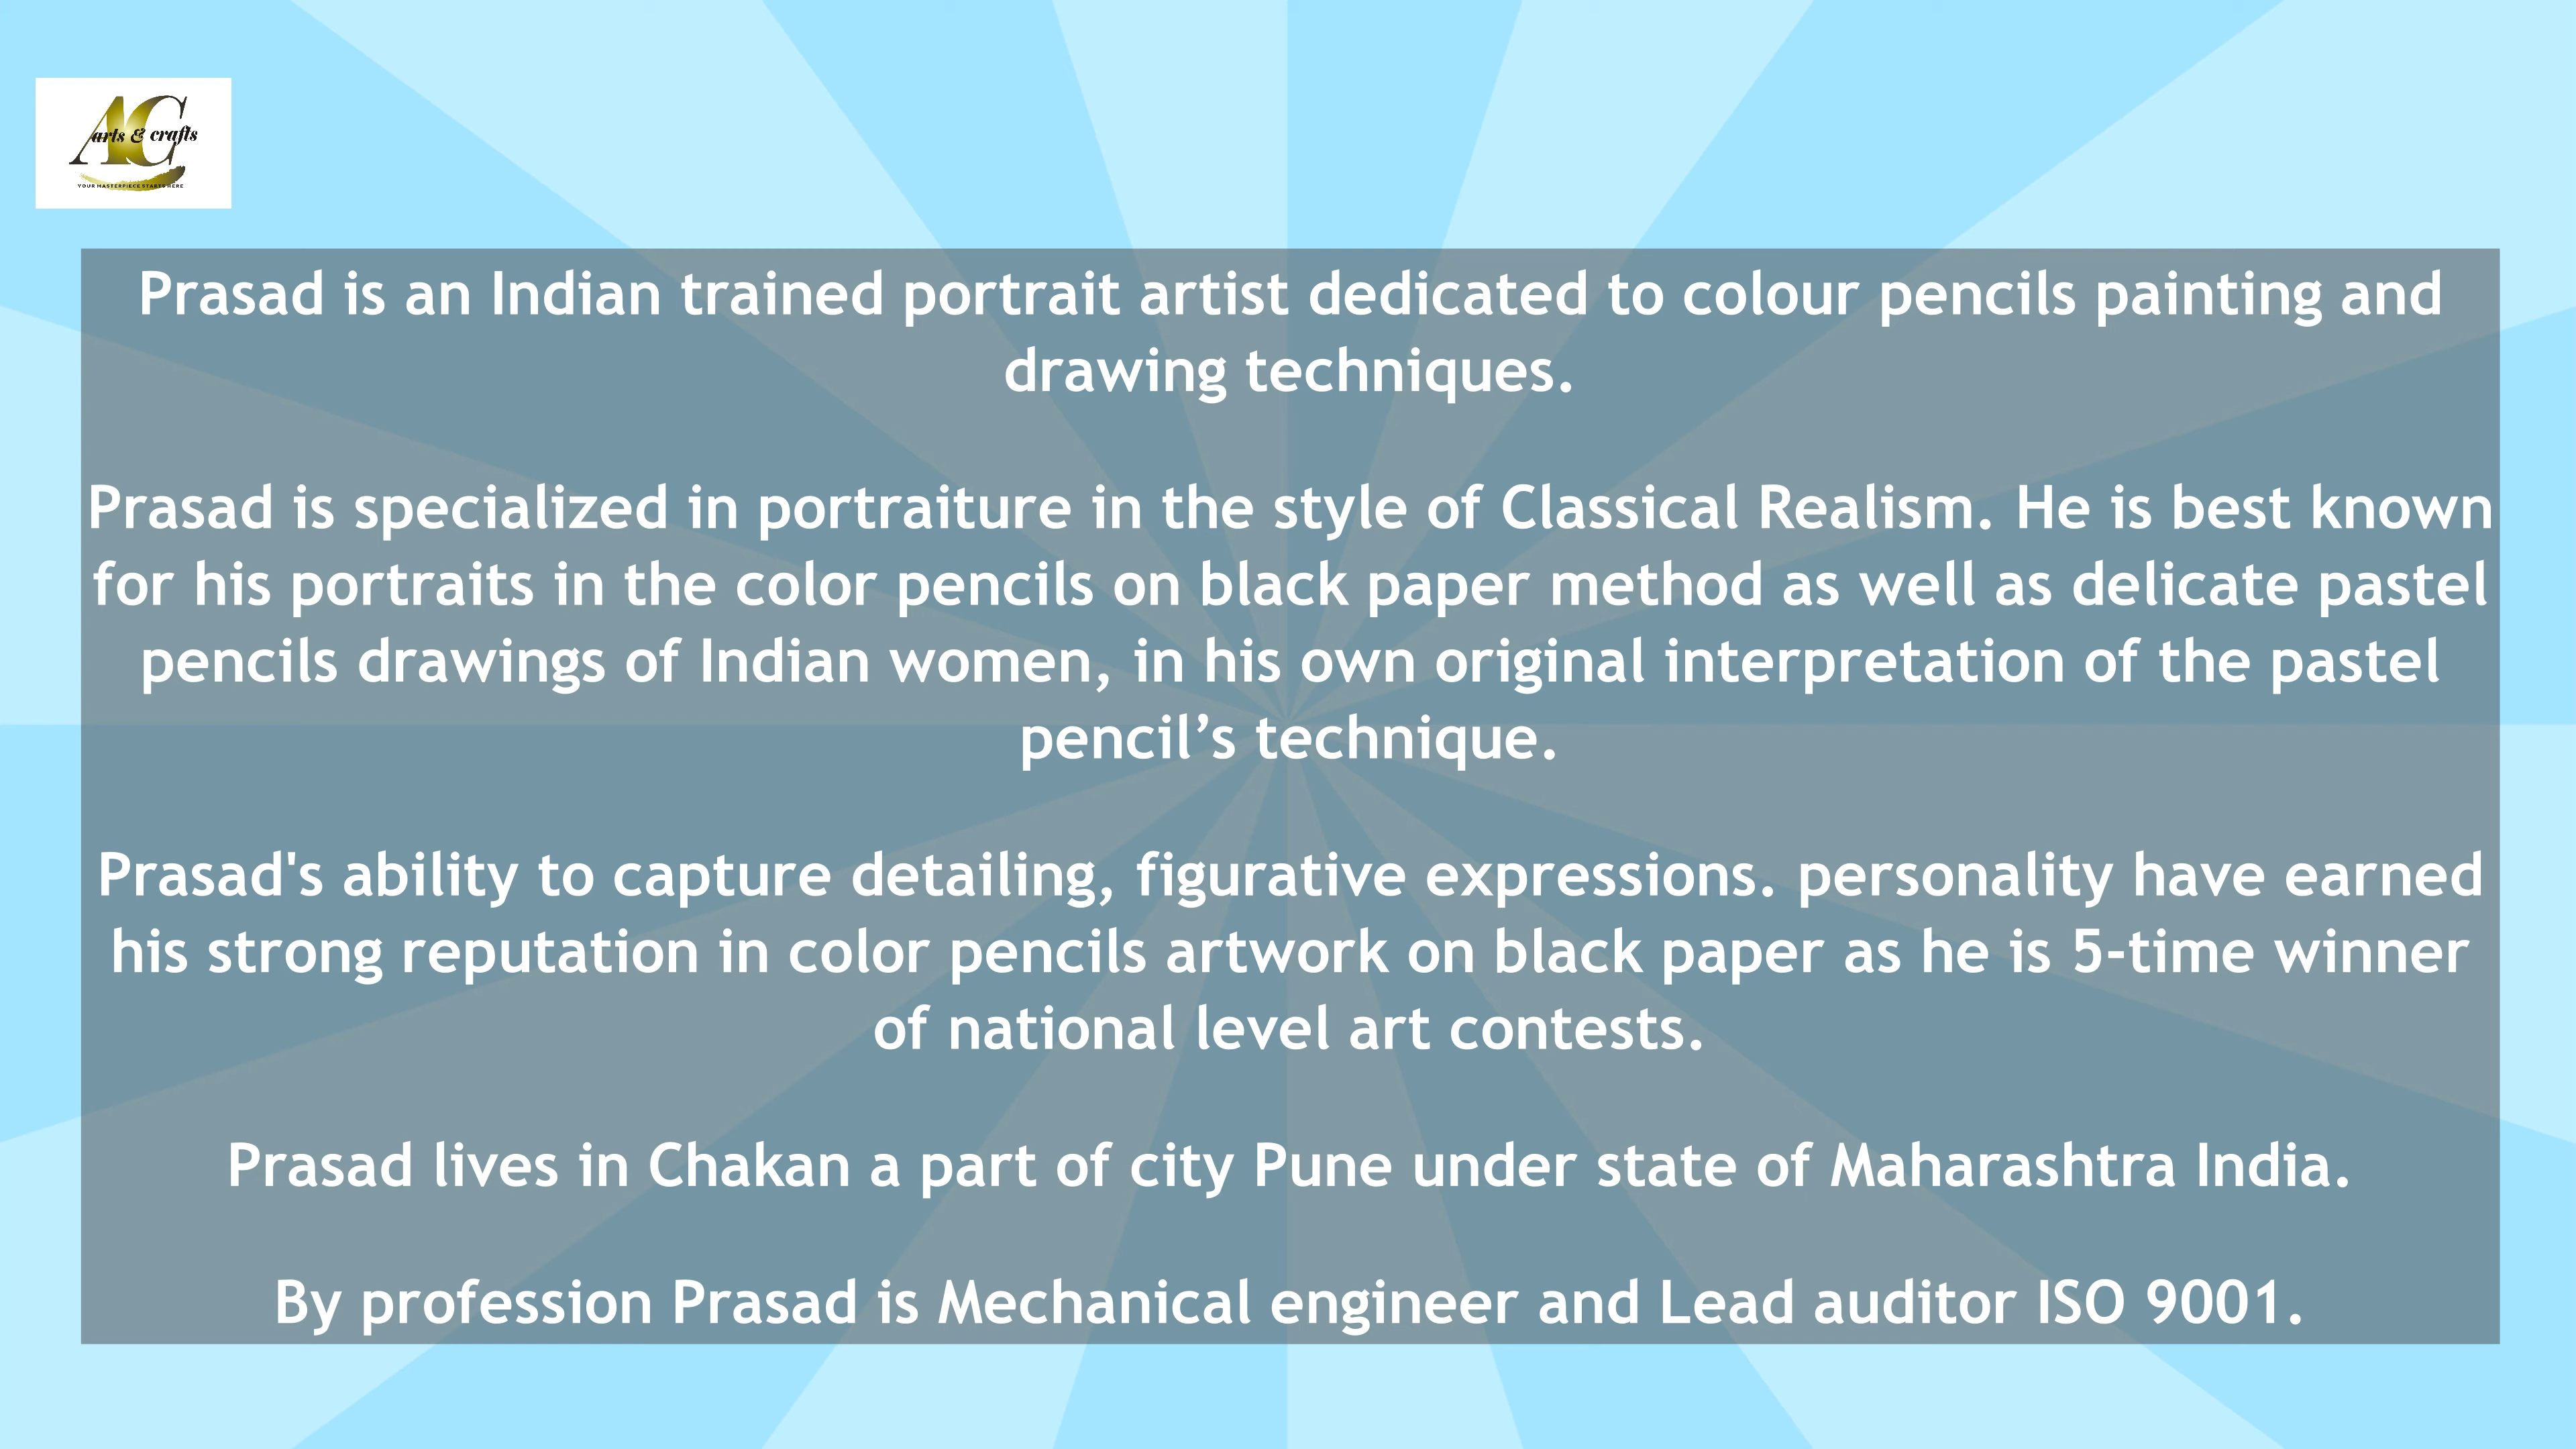 AC
arts & crafts
YOUR MASTERPIECE STARTS HERE
Prasad is an Indian trained portrait artist dedicated to colour pencils painting and
drawing techniques.
Prasad is specialized in portraiture in the style of Classical Realism. He is best known
for his portraits in the color pencils on black paper method as well as delicate pastel
pencils drawings of Indian women, in his own original interpretation of the pastel
pencil’s technique.
Prasad's ability to capture detailing, figurative expressions. personality have earned
his strong reputation in color pencils artwork on black paper as he is 5-time winner
of national level art contests.
Prasad lives in Chakan a part of city Pune under state of Maharashtra India.
By profession Prasad is Mechanical engineer and Lead auditor ISO 9001.